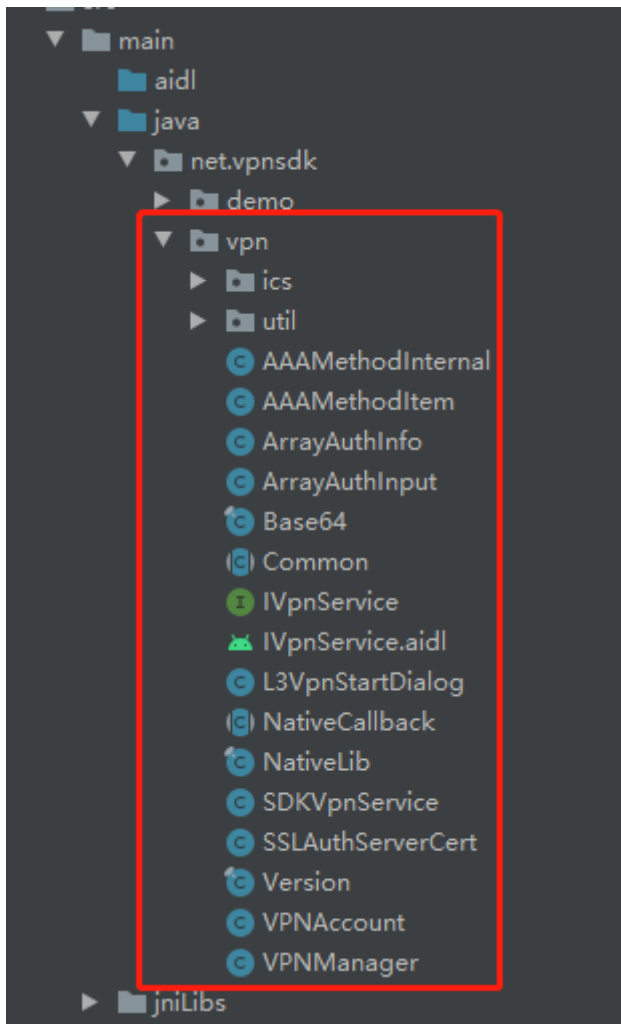 main
aidl
java
net.vpnsdk
demo
vpn
ics
util
AAAMethodInternal
AAAMethodItem
ArrayAuthInfo
ArrayAuthInput
Base64
Common
IVpnService
IVpnService.aidl
L3VpnStartDialog
NativeCallback
NativeLib
SDKVpnService
SSLAuthServerCert
Version
VPNAccount
VPNManager
jniLibs